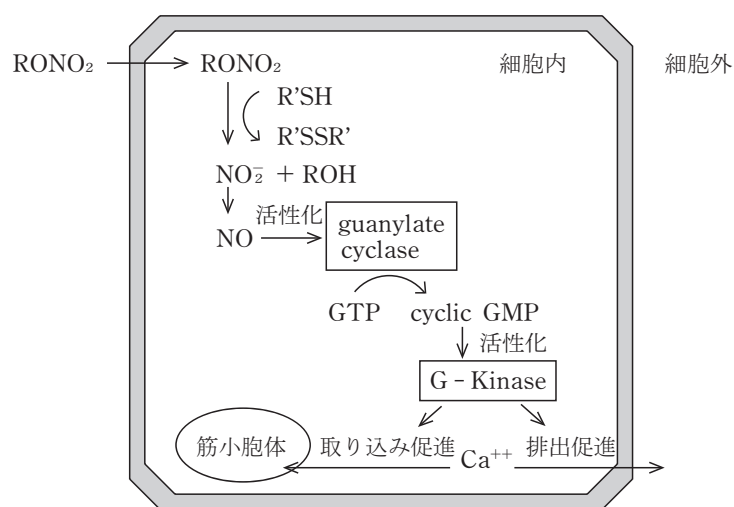 RONO₂ RONO₂ 細胞内 細胞外
R'SH
R'SSR'
NO₂⁻ + ROH
活性化
NO guanylate
cyclase
GTP cyclic GMP
活性化
G - Kinase
筋小胞体 取り込み促進 Ca⁺⁺ 排出促進